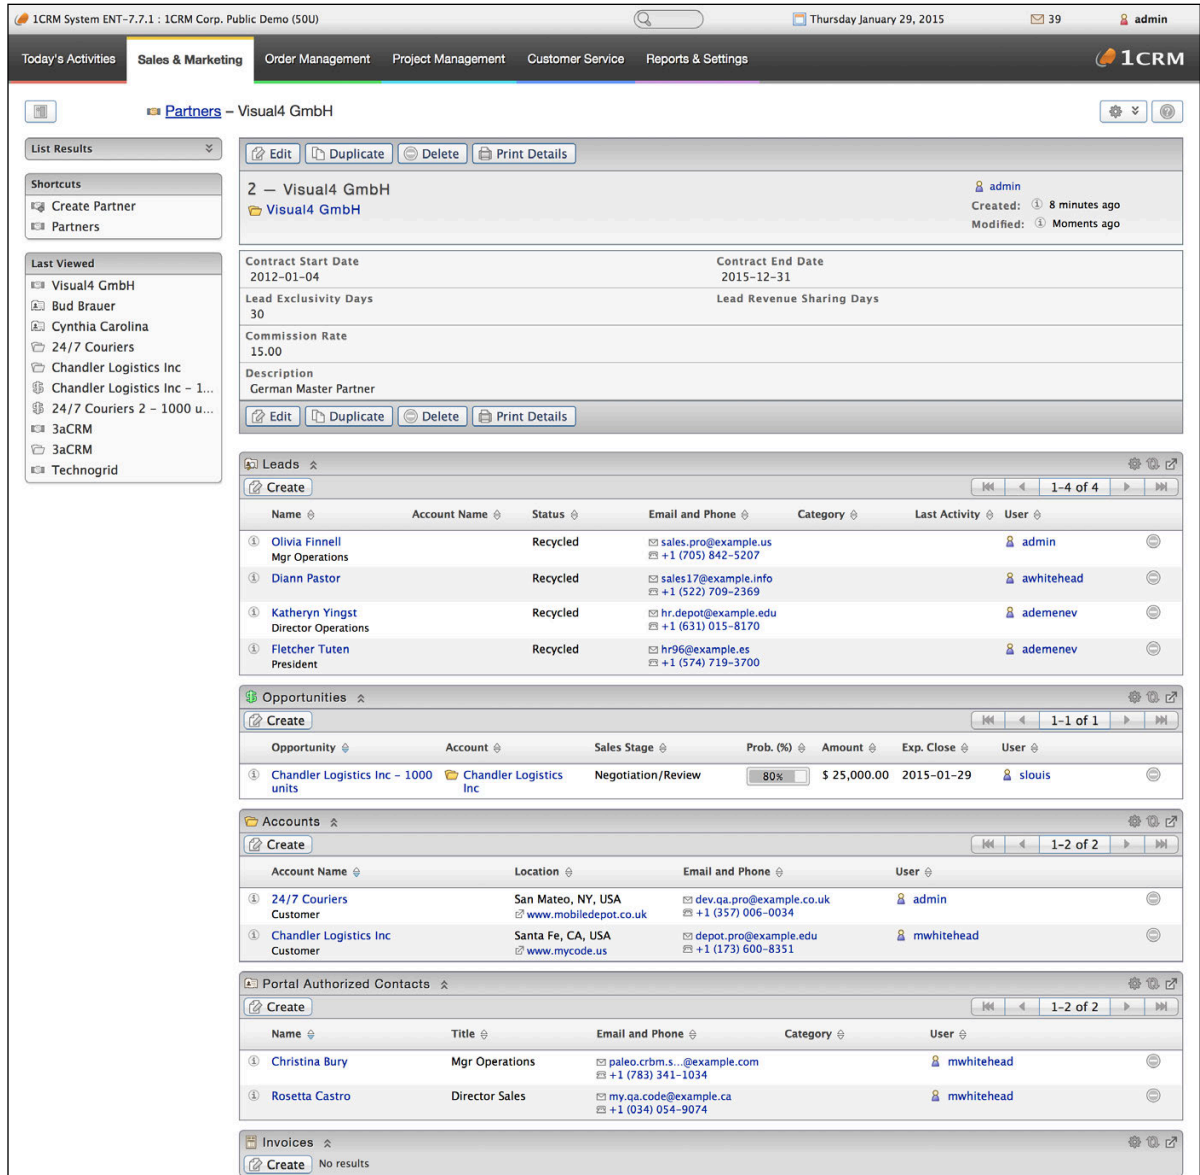 1CRM System ENT-7.7.1 : 1CRM Corp. Public Demo (50U)
Thursday January 29, 2015
39
admin
Today's Activities
Sales & Marketing
Order Management
Project Management
Customer Service
Reports & Settings
1CRM
Partners – Visual4 GmbH
List Results
Shortcuts
Create Partner
Partners
Last Viewed
Visual4 GmbH
Bud Brauer
Cynthia Carolina
24/7 Couriers
Chandler Logistics Inc
Chandler Logistics Inc – 1...
24/7 Couriers 2 – 1000 u...
3aCRM
3aCRM
Technogrid
Edit Duplicate Delete Print Details
2 — Visual4 GmbH
Visual4 GmbH
admin
Created: 8 minutes ago
Modified: Moments ago
Contract Start Date Contract End Date
2012-01-04 2015-12-31
Lead Exclusivity Days Lead Revenue Sharing Days
30
Commission Rate
15.00
Description
German Master Partner
Edit Duplicate Delete Print Details
Leads
Create 1-4 of 4
Name Account Name Status Email and Phone Category Last Activity User
Olivia Finnell Recycled sales.pro@example.us admin
Mgr Operations +1 (705) 842-5207
Diann Pastor Recycled sales17@example.info awhitehead
+1 (522) 709-2369
Katheryn Yingst Recycled hr.depot@example.edu ademenev
Director Operations +1 (631) 015-8170
Fletcher Tuten Recycled hr96@example.es ademenev
President +1 (574) 719-3700
Opportunities
Create 1-1 of 1
Opportunity Account Sales Stage Prob. (%) Amount Exp. Close User
Chandler Logistics Inc – 1000 Chandler Logistics Negotiation/Review 80% $ 25,000.00 2015-01-29 slouis
units Inc
Accounts
Create 1-2 of 2
Account Name Location Email and Phone User
24/7 Couriers San Mateo, NY, USA dev.qa.pro@example.co.uk admin
Customer www.mobiledepot.co.uk +1 (357) 006-0034
Chandler Logistics Inc Santa Fe, CA, USA depot.pro@example.edu mwhitehead
Customer www.mycode.us +1 (173) 600-8351
Portal Authorized Contacts
Create 1-2 of 2
Name Title Email and Phone Category User
Christina Bury Mgr Operations paleo.crbm.s...@example.com mwhitehead
+1 (783) 341-1034
Rosetta Castro Director Sales my.qa.code@example.ca mwhitehead
+1 (034) 054-9074
Invoices
Create No results